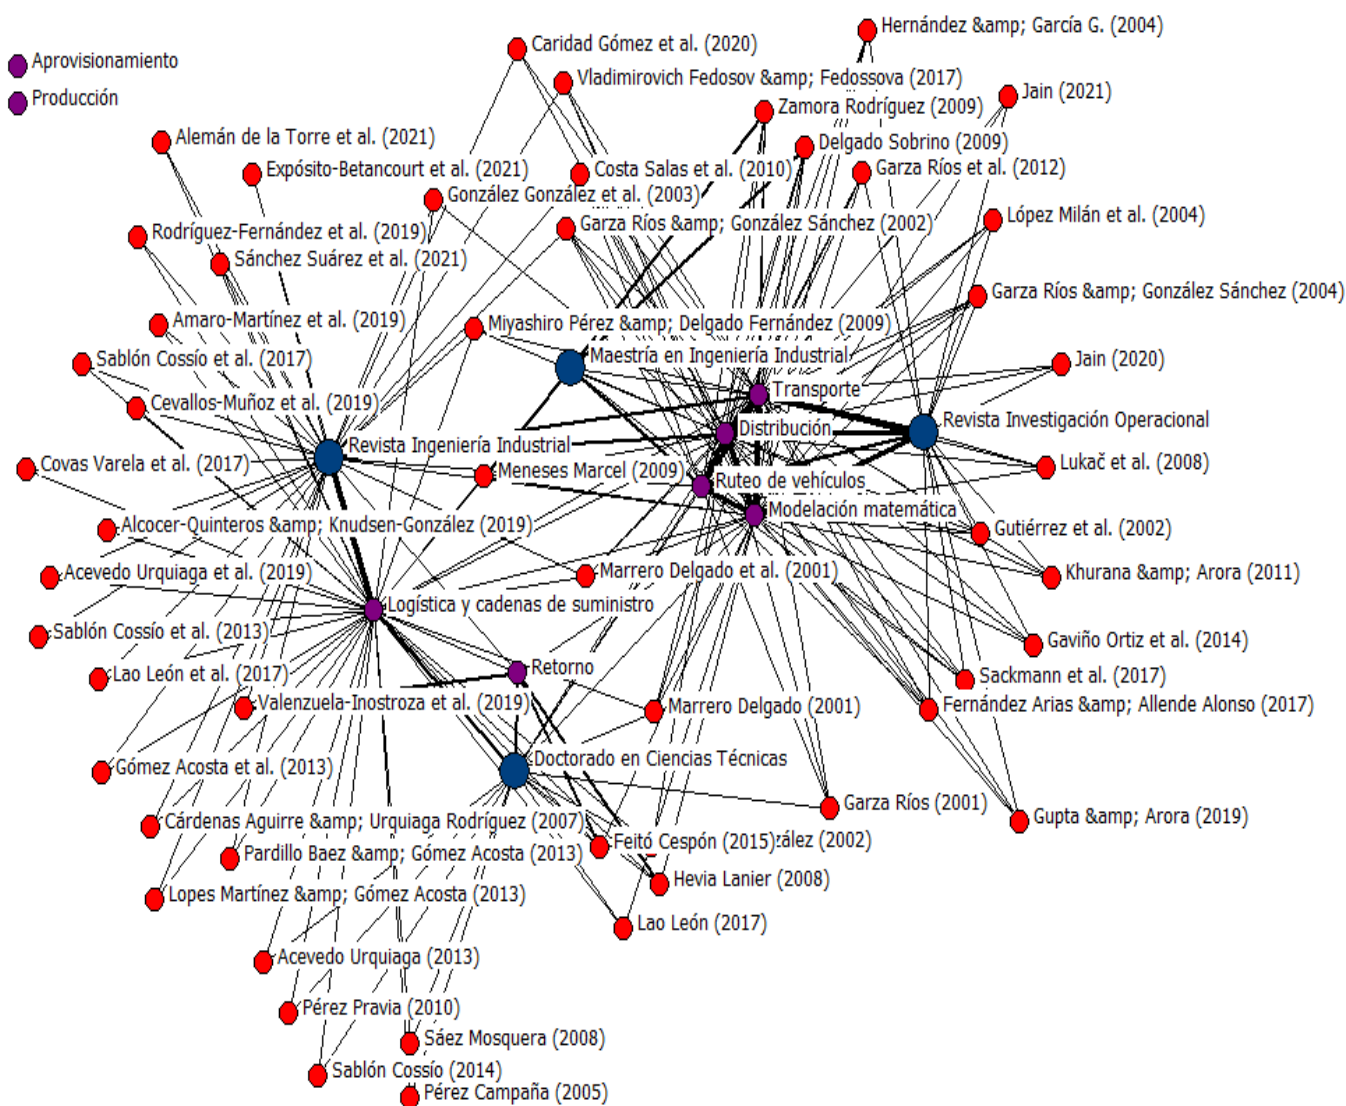 Hernández &amp; García G. (2004)
Caridad Gómez et al. (2020)
Aprovisionamiento
Vladimirovich Fedosov &amp; Fedossova (2017)
Jain (2021)
Producción
Zamora Rodríguez (2009)
Alemán de la Torre et al. (2021)
Delgado Sobrino (2009)
Expósito-Betancourt et al. (2021)
Costa Salas et al. (2010)
Garza Ríos et al. (2012)
González González et al. (2003)
López Milán et al. (2004)
Garza Ríos &amp; González Sánchez (2002)
Rodríguez-Fernández et al. (2019)
Sánchez Suárez et al. (2021)
Garza Ríos &amp; González Sánchez (2004)
Amaro-Martínez et al. (2019)
Miyashiro Pérez &amp; Delgado Fernández (2009)
Sablón Cossío et al. (2017)
Maestría en Ingeniería Industrial
Jain (2020)
Transporte
Cevallos-Muñoz et al. (2019)
Revista Investigación Operacional
Distribución
Revista Ingeniería Industrial
Covas Varela et al. (2017)
Meneses Marcel (2009)
Lukač et al. (2008)
Ruteo de vehículos
Modelación matemática
Alcocer-Quinteros &amp; Knudsen-González (2019)
Gutiérrez et al. (2002)
Acevedo Urquiaga et al. (2019)
Marrero Delgado et al. (2001)
Khurana &amp; Arora (2011)
Logística y cadenas de suministro
Sablón Cossío et al. (2013)
Gaviño Ortiz et al. (2014)
Retorno
Lao León et al. (2017)
Sackmann et al. (2017)
Valenzuela-Inostroza et al. (2019)
Marrero Delgado (2001)
Fernández Arias &amp; Allende Alonso (2017)
Doctorado en Ciencias Técnicas
Gómez Acosta et al. (2013)
Garza Ríos (2001)
Gupta &amp; Arora (2019)
Cárdenas Aguirre &amp; Urquiaga Rodríguez (2007)
Feitó Cespón (2015)
(2002)
Pardillo Baez &amp; Gómez Acosta (2013)
Hevia Lanier (2008)
Lopes Martínez &amp; Gómez Acosta (2013)
Lao León (2017)
Acevedo Urquiaga (2013)
Pérez Pravia (2010)
Sáez Mosquera (2008)
Sablón Cossío (2014)
Pérez Campaña (2005)